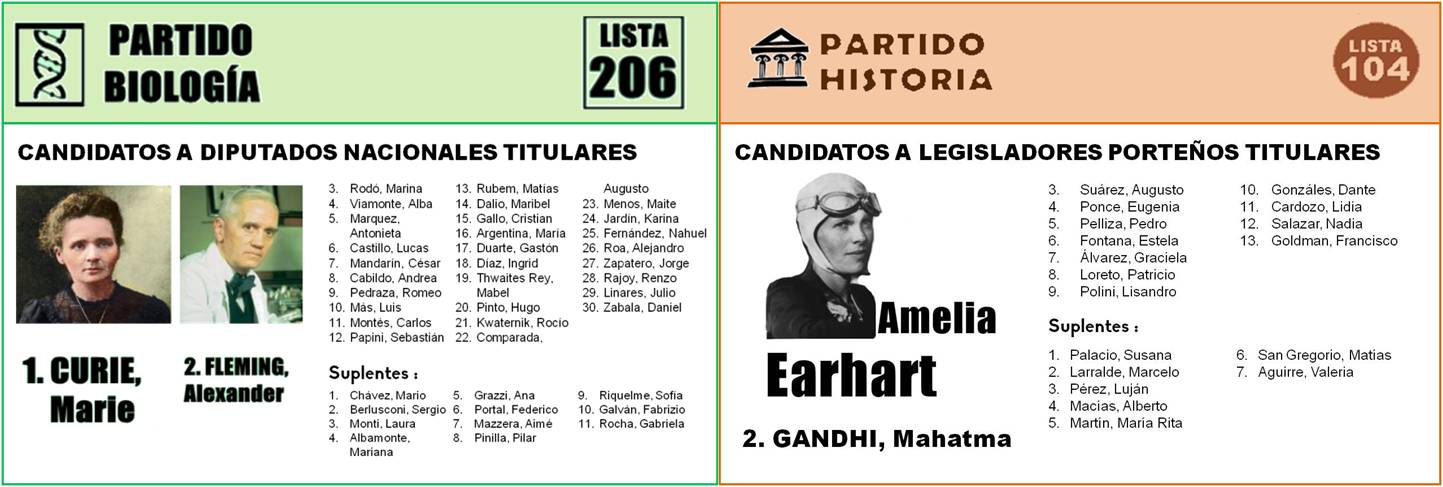 PARTIDO
BIOLOGÍA
LISTA
206
CANDIDATOS A DIPUTADOS NACIONALES TITULARES
1. CURIE,
Marie
2. FLEMING,
Alexander
3. Rodó, Marina
4. Viamonte, Alba
5. Marquez,
Antonieta
6. Castillo, Lucas
7. Mandarín, César
8. Cabildo, Andrea
9. Pedraza, Romeo
10. Más, Luis
11. Montés, Carlos
12. Papini, Sebastián
13. Rubem, Matías
14. Dalio, Maribel
15. Gallo, Cristian
16. Argentina, María
17. Duarte, Gastón
18. Díaz, Ingrid
19. Thwaites Rey,
Mabel
20. Pinto, Hugo
21. Kwaternik, Rocío
22. Comparada,
Augusto
23. Menos, Maite
24. Jardín, Karina
25. Fernández, Nahuel
26. Roa, Alejandro
27. Zapatero, Jorge
28. Rajoy, Renzo
29. Linares, Julio
30. Zabala, Daniel
Suplentes :
1. Chávez, Mario
2. Berlusconi, Sergio
3. Monti, Laura
4. Albamonte,
Mariana
5. Grazzi, Ana
6. Portal, Federico
7. Mazzera, Aimé
8. Pinilla, Pilar
9. Riquelme, Sofía
10. Galván, Fabrizio
11. Rocha, Gabriela
PARTIDO
HISTORIA
LISTA
104
CANDIDATOS A LEGISLADORES PORTEÑOS TITULARES
Amelia
Earhart
2. GANDHI, Mahatma
3. Suárez, Augusto
4. Ponce, Eugenia
5. Pelliza, Pedro
6. Fontana, Estela
7. Álvarez, Graciela
8. Loreto, Patricio
9. Polini, Lisandro
10. Gonzáles, Dante
11. Cardozo, Lidia
12. Salazar, Nadia
13. Goldman, Francisco
Suplentes :
1. Palacio, Susana
2. Larralde, Marcelo
3. Pérez, Luján
4. Macías, Alberto
5. Martín, María Rita
6. San Gregorio, Matias
7. Aguirre, Valeria